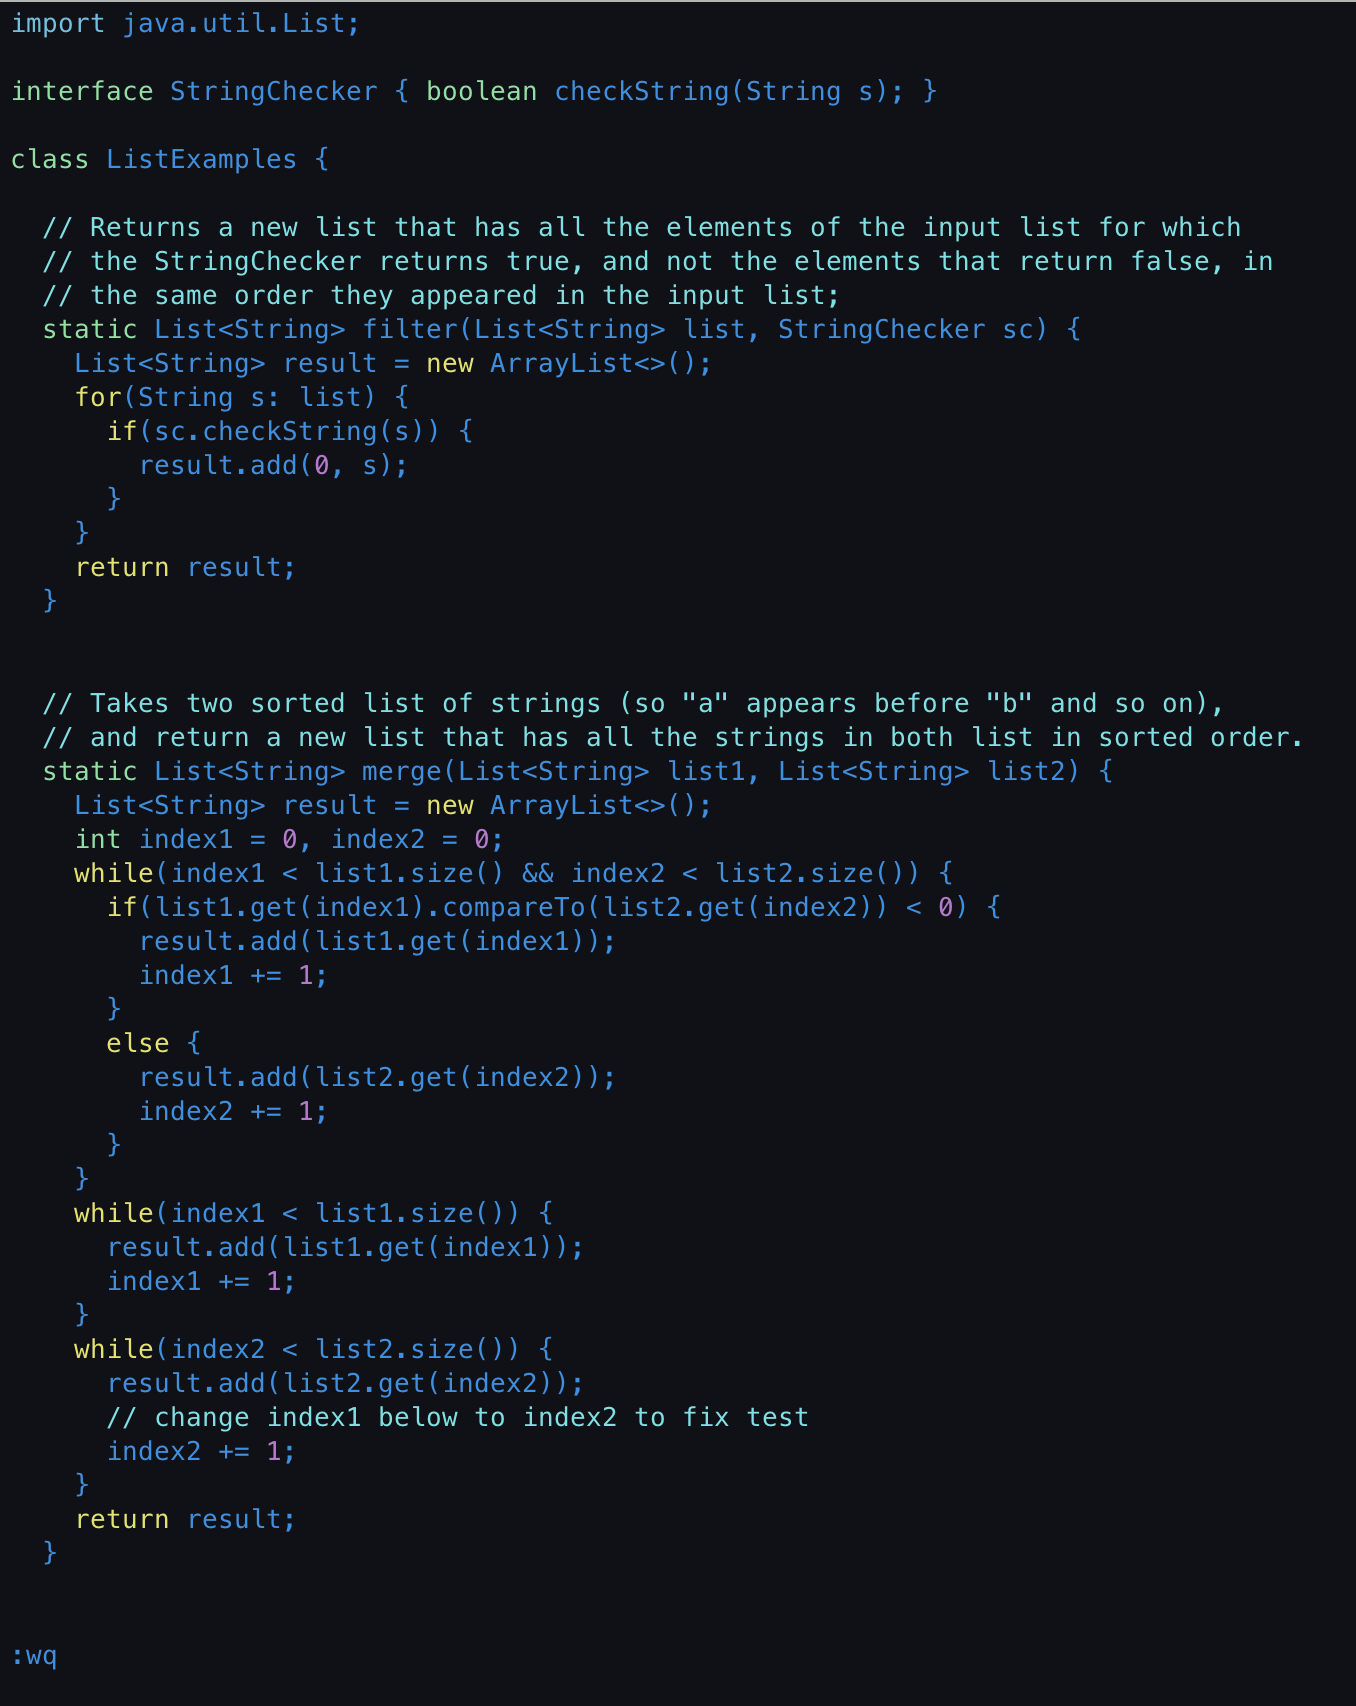 import java.util.List;

interface StringChecker { boolean checkString(String s); }

class ListExamples {

  // Returns a new list that has all the elements of the input list for which
  // the StringChecker returns true, and not the elements that return false, in
  // the same order they appeared in the input list;
  static List<String> filter(List<String> list, StringChecker sc) {
    List<String> result = new ArrayList<>();
    for(String s: list) {
      if(sc.checkString(s)) {
        result.add(0, s);
      }
    }
    return result;
  }


  // Takes two sorted list of strings (so "a" appears before "b" and so on),
  // and return a new list that has all the strings in both list in sorted order.
  static List<String> merge(List<String> list1, List<String> list2) {
    List<String> result = new ArrayList<>();
    int index1 = 0, index2 = 0;
    while(index1 < list1.size() && index2 < list2.size()) {
      if(list1.get(index1).compareTo(list2.get(index2)) < 0) {
        result.add(list1.get(index1));
        index1 += 1;
      }
      else {
        result.add(list2.get(index2));
        index2 += 1;
      }
    }
    while(index1 < list1.size()) {
      result.add(list1.get(index1));
      index1 += 1;
    }
    while(index2 < list2.size()) {
      result.add(list2.get(index2));
      // change index1 below to index2 to fix test
      index2 += 1;
    }
    return result;
  }


:wq